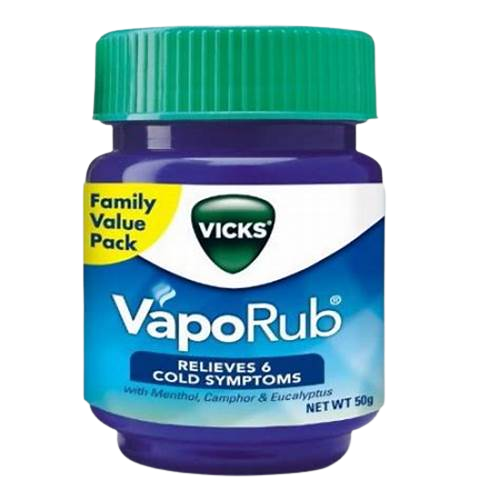 Family
Value
Pack
VICKS®
VapoRub®
RELIEVES 6
COLD SYMPTOMS
with Menthol, Camphor & Eucalyptus
NET WT 50g